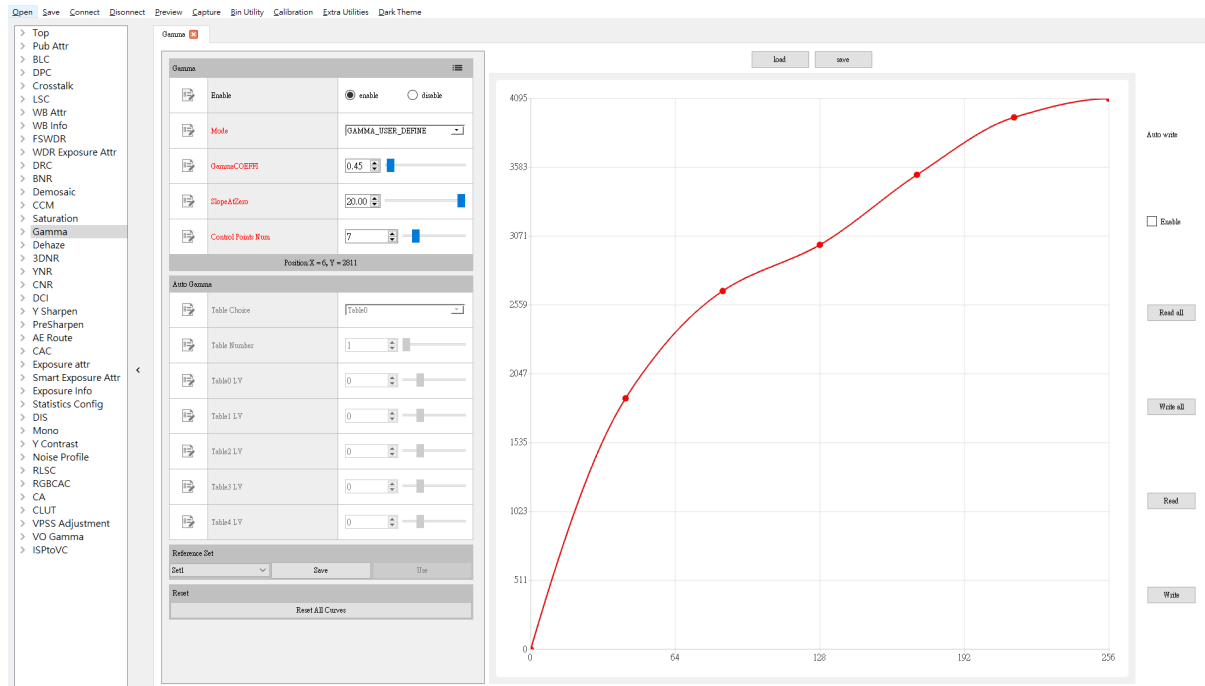 Open Save Connect Disonnect Preview Capture Bin Utility Calibration Extra Utilities Dark Theme
Top
Pub Attr
BLC
DPC
Crosstalk
LSC
WB Attr
WB Info
FSWDR
WDR Exposure Attr
DRC
BNR
Demosaic
CCM
Saturation
Gamma
Dehaze
3DNR
YNR
CNR
DCI
Y Sharpen
PreSharpen
AE Route
CAC
Exposure attr
Smart Exposure Attr
Exposure Info
Statistics Config
DIS
Mono
Y Contrast
Noise Profile
RLSC
RGBCAC
CA
CLUT
VPSS Adjustment
VO Gamma
ISPtoVC
Gamma
Gamma
Enable enable disable
Mode GAMMA_USER_DEFINE
GammaCOEFFI 0.45
SlopeAtZero 20.00
Control Points Num 7
Position:X = 6, Y = 2811
Auto Gamma
Table Choice Table0
Table Number 1
Table0 LV 0
Table1 LV 0
Table2 LV 0
Table3 LV 0
Table4 LV 0
Reference Set
Set1 Save Use
Reset
Reset All Curves
load save
4095
3583
3071
2559
2047
1535
1023
511
0
0 64 128 192 256
Auto write
Enable
Read all
Write all
Read
Write